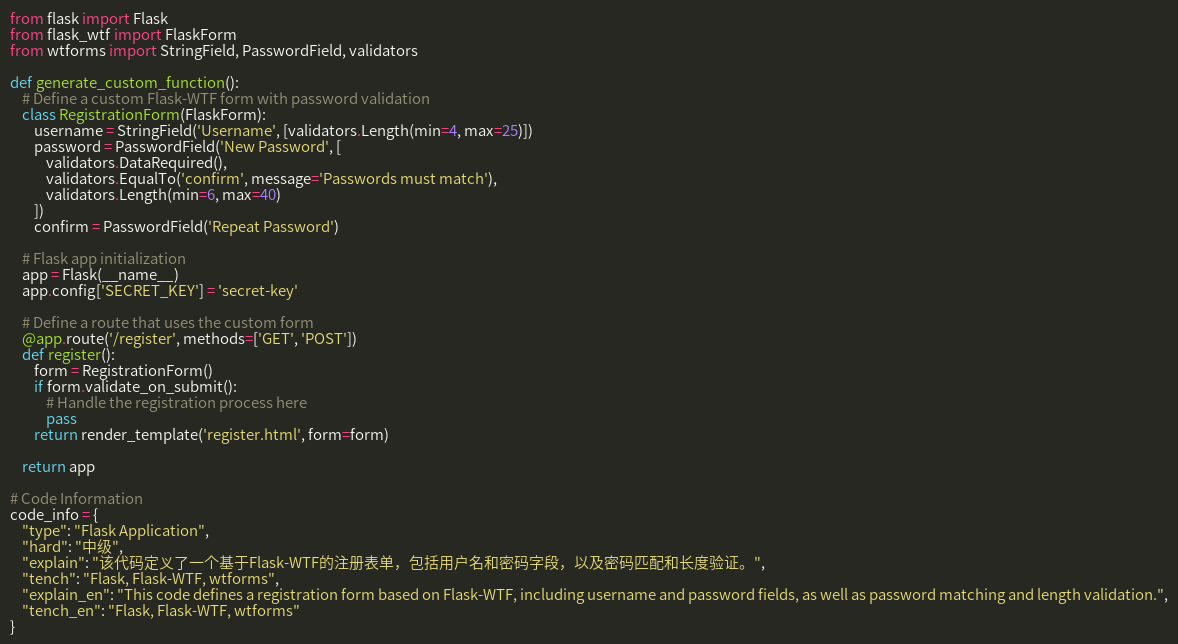 from flask import Flask
from flask_wtf import FlaskForm
from wtforms import StringField, PasswordField, validators

def generate_custom_function():
    # Define a custom Flask-WTF form with password validation
    class RegistrationForm(FlaskForm):
        username = StringField('Username', [validators.Length(min=4, max=25)])
        password = PasswordField('New Password', [
            validators.DataRequired(),
            validators.EqualTo('confirm', message='Passwords must match'),
            validators.Length(min=6, max=40)
        ])
        confirm = PasswordField('Repeat Password')

    # Flask app initialization
    app = Flask(__name__)
    app.config['SECRET_KEY'] = 'secret-key'

    # Define a route that uses the custom form
    @app.route('/register', methods=['GET', 'POST'])
    def register():
        form = RegistrationForm()
        if form.validate_on_submit():
            # Handle the registration process here
            pass
        return render_template('register.html', form=form)

    return app

# Code Information
code_info = {
    "type": "Flask Application",
    "hard": "中级",
    "explain": "该代码定义了一个基于Flask-WTF的注册表单，包括用户名和密码字段，以及密码匹配和长度验证。",
    "tench": "Flask, Flask-WTF, wtforms",
    "explain_en": "This code defines a registration form based on Flask-WTF, including username and password fields, as well as password matching and length validation.",
    "tench_en": "Flask, Flask-WTF, wtforms"
}